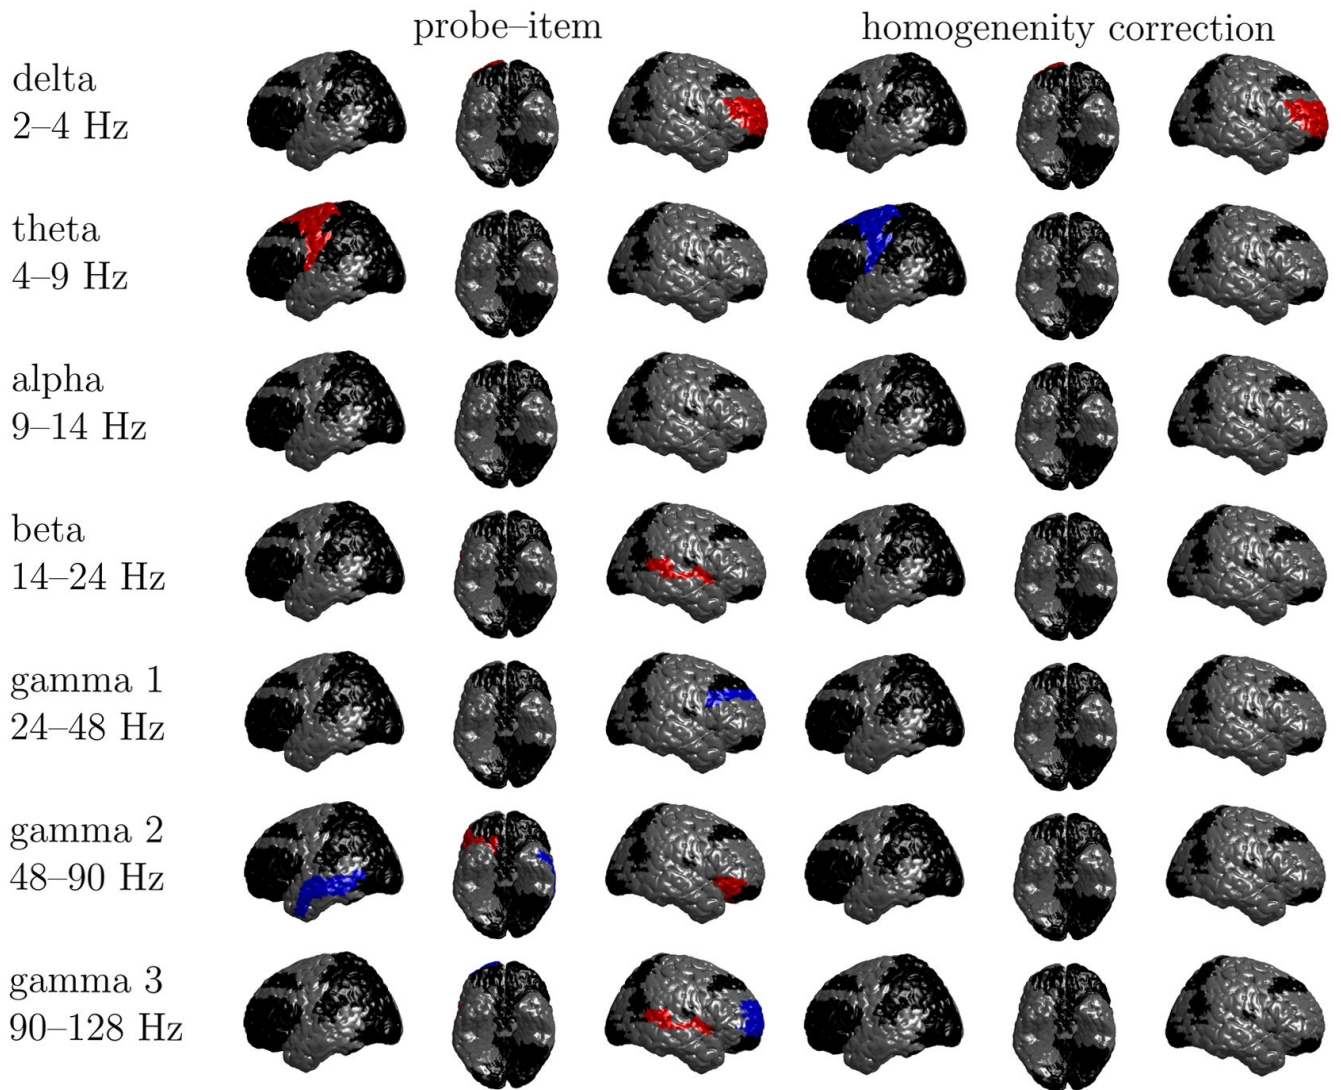 probe–item
homogenenity correction
delta
2–4 Hz
theta
4–9 Hz
alpha
9–14 Hz
beta
14–24 Hz
gamma 1
24–48 Hz
gamma 2
48–90 Hz
gamma 3
90–128 Hz